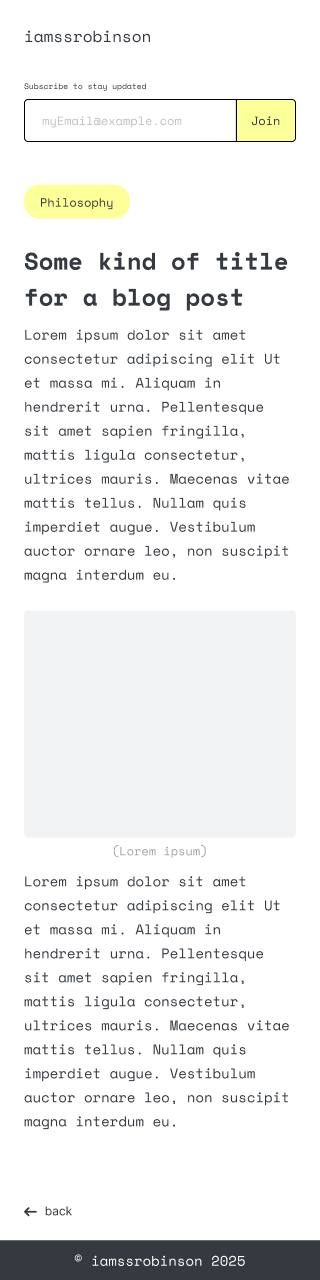 iamssrobinson
Subscribe to stay updated
myEmail@example.com
Join
Philosophy
Some kind of title
for a blog post
Lorem ipsum dolor sit amet
consectetur adipiscing elit Ut
et massa mi. Aliquam in
hendrerit urna. Pellentesque
sit amet sapien fringilla,
mattis ligula consectetur,
ultrices mauris. Maecenas vitae
mattis tellus. Nullam quis
imperdiet augue. Vestibulum
auctor ornare leo, non suscipit
magna interdum eu.
(Lorem ipsum)
Lorem ipsum dolor sit amet
consectetur adipiscing elit Ut
et massa mi. Aliquam in
hendrerit urna. Pellentesque
sit amet sapien fringilla,
mattis ligula consectetur,
ultrices mauris. Maecenas vitae
mattis tellus. Nullam quis
imperdiet augue. Vestibulum
auctor ornare leo, non suscipit
magna interdum eu.
← back
© iamssrobinson 2025